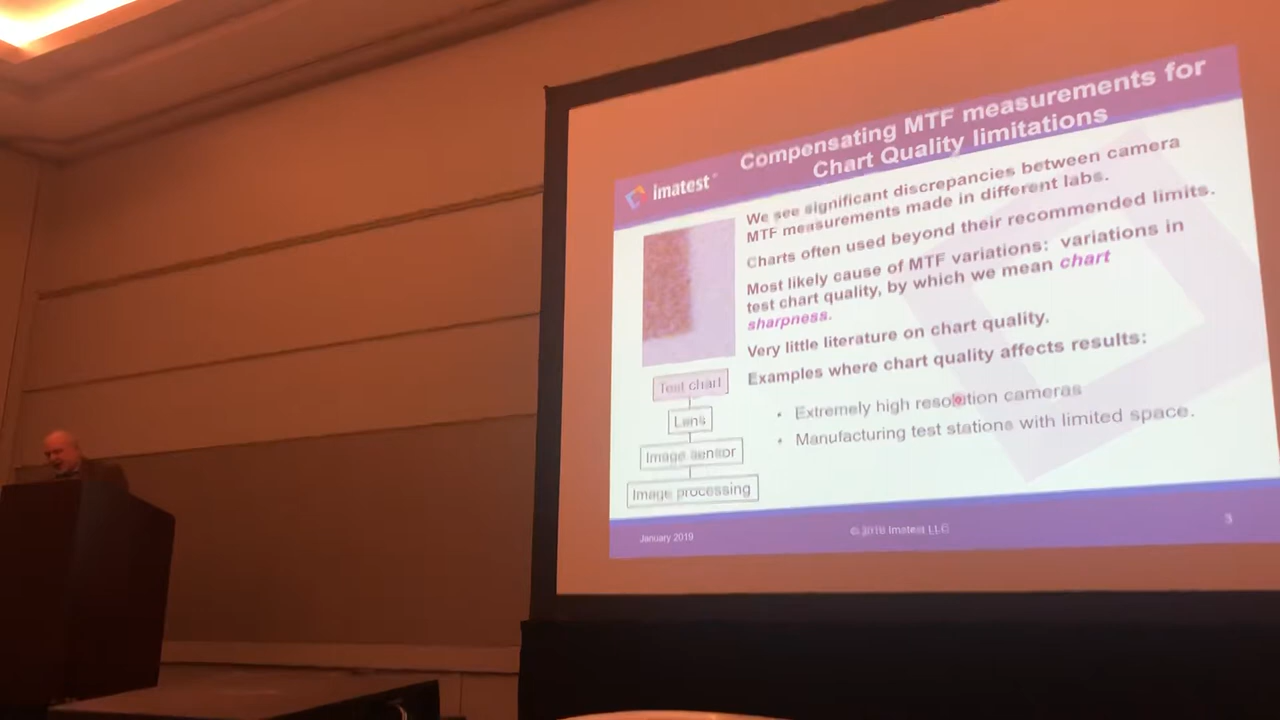 Compensating MTF measurements for
Chart Quality limitations
imatest
We see significant discrepancies between camera
MTF measurements made in different labs.
Charts often used beyond their recommended limits.
Most likely cause of MTF variations: variations in
test chart quality, by which we mean chart
sharpness.
Very little literature on chart quality.
Examples where chart quality affects results:
• Extremely high resolution cameras
• Manufacturing test stations with limited space.
Test chart
Lens
Image sensor
Image processing
January 2019
Imatest LLC
3